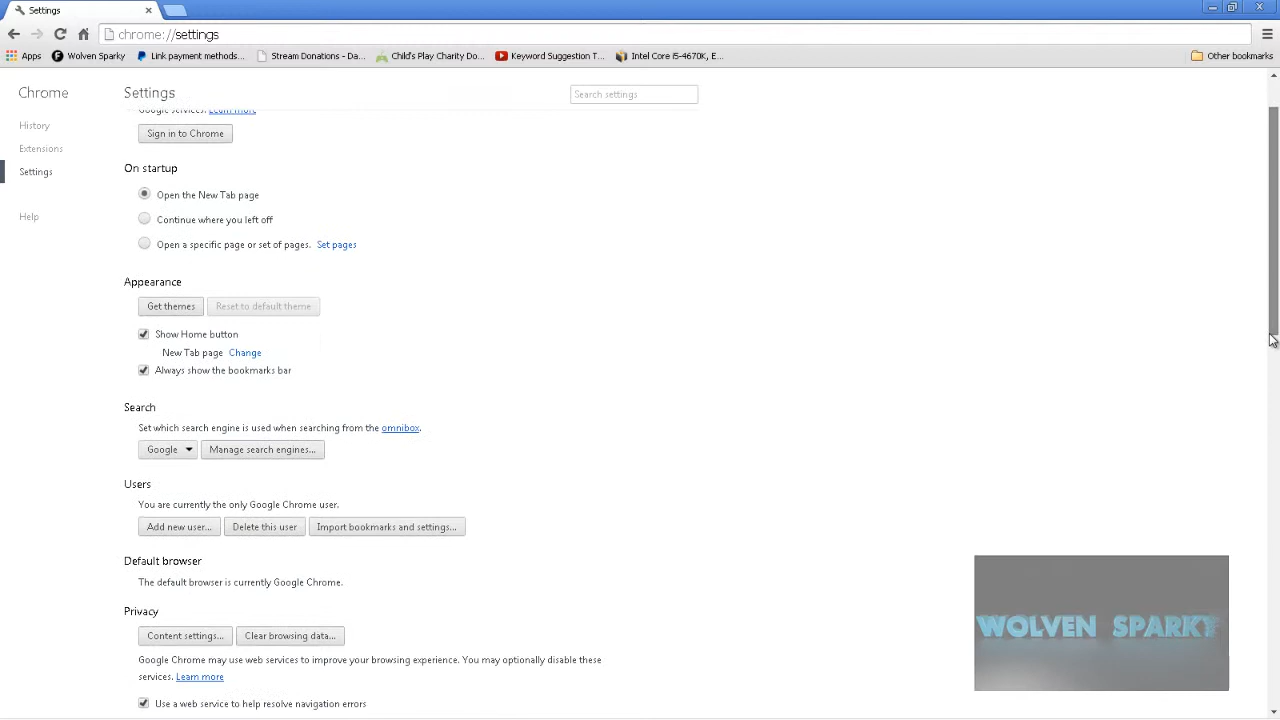 Settings
chrome://settings
Apps
Wolven Sparky
Link payment methods...
Stream Donations - Da...
Child's Play Charity Do...
Keyword Suggestion T...
Intel Core i5-4670K, E...
Other bookmarks
Chrome
Settings
Search settings
History
Extensions
Settings
Help
Google services. Learn more
Sign in to Chrome
On startup
Open the New Tab page
Continue where you left off
Open a specific page or set of pages. Set pages
Appearance
Get themes
Reset to default theme
Show Home button
New Tab page Change
Always show the bookmarks bar
Search
Set which search engine is used when searching from the omnibox.
Google
Manage search engines...
Users
You are currently the only Google Chrome user.
Add new user...
Delete this user
Import bookmarks and settings...
Default browser
The default browser is currently Google Chrome.
Privacy
Content settings...
Clear browsing data...
Google Chrome may use web services to improve your browsing experience. You may optionally disable these
services. Learn more
Use a web service to help resolve navigation errors
WOLVEN SPARKY